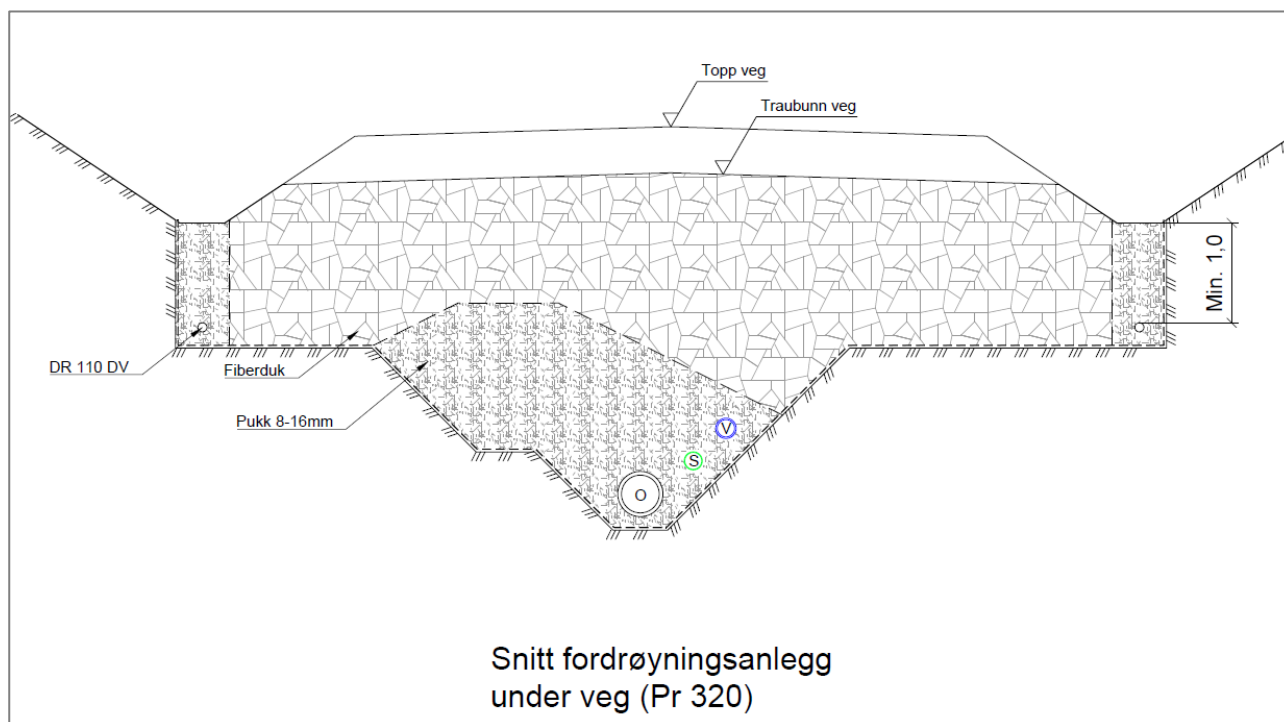 Topp veg
Traubunn veg
Min. 1,0
DR 110 DV
Fiberduk
Pukk 8-16mm
V
S
O
Snitt fordrøyningsanlegg
under veg (Pr 320)